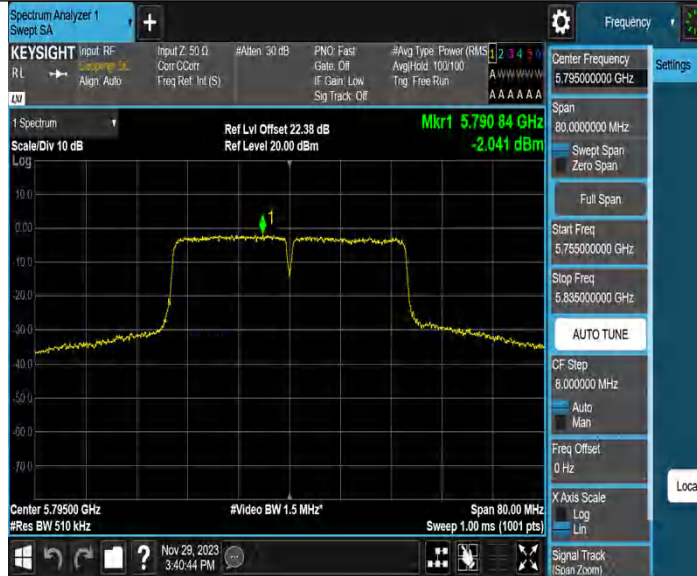 Spectrum Analyzer 1
Swept SA
+
Frequency
KEYSIGHT
Input: RF
Input Z: 50 Ω
#Atten: 30 dB
PNO: Fast
#Avg Type: Power (RMS
1 2 3 4 5 6
RL
Coupling: DC
Corr CCorr
Gate: Off
Avg|Hold: 100/100
A W W W W W
Align: Auto
Freq Ref: Int (S)
IF Gain: Low
Trig: Free Run
Sig Track: Off
A A A A A A
LXI
1 Spectrum
Ref Lvl Offset 22.38 dB
Mkr1 5.790 84 GHz
Scale/Div 10 dB
Ref Level 20.00 dBm
-2.041 dBm
Log
10.0
0.00
-10.0
-20.0
-30.0
-40.0
-50.0
-60.0
-70.0
1
Center 5.79500 GHz
#Video BW 1.5 MHz*
Span 80.00 MHz
#Res BW 510 kHz
Sweep 1.00 ms (1001 pts)
Nov 29, 2023
3:40:44 PM
?
Center Frequency
5.795000000 GHz
Settings
Span
80.0000000 MHz
Swept Span
Zero Span
Full Span
Start Freq
5.755000000 GHz
Stop Freq
5.835000000 GHz
AUTO TUNE
CF Step
8.000000 MHz
Auto
Man
Freq Offset
0 Hz
X Axis Scale
Log
Lin
Loca
Signal Track
(Span Zoom)